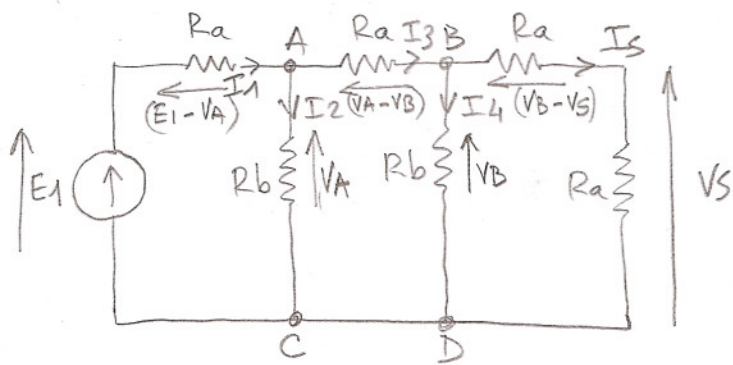 Ra A Ra I3 B Ra IS
I1 (E1-VA) I2 (VA-VB) I4 (VB-VS)
E1 Rb VA Rb VB Ra VS
C D